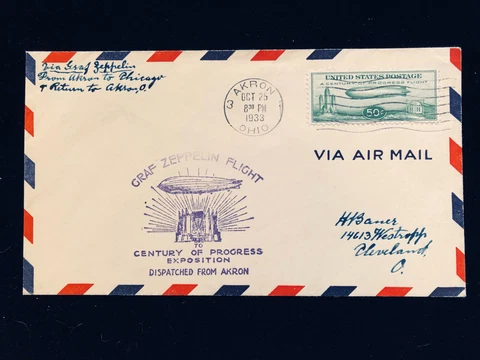 Via Graf Zeppelin
From Akron to Chicago
+ Return to Akron, O.
AKRON
3
OCT 25
8 30 PM
1933
OHIO
UNITED STATES POSTAGE
A CENTURY OF PROGRESS FLIGHT
50¢
VIA AIR MAIL
GRAF ZEPPELIN FLIGHT
TO
CENTURY OF PROGRESS
EXPOSITION
DISPATCHED FROM AKRON
H Bauer
14613 Westropp
Cleveland,
O.